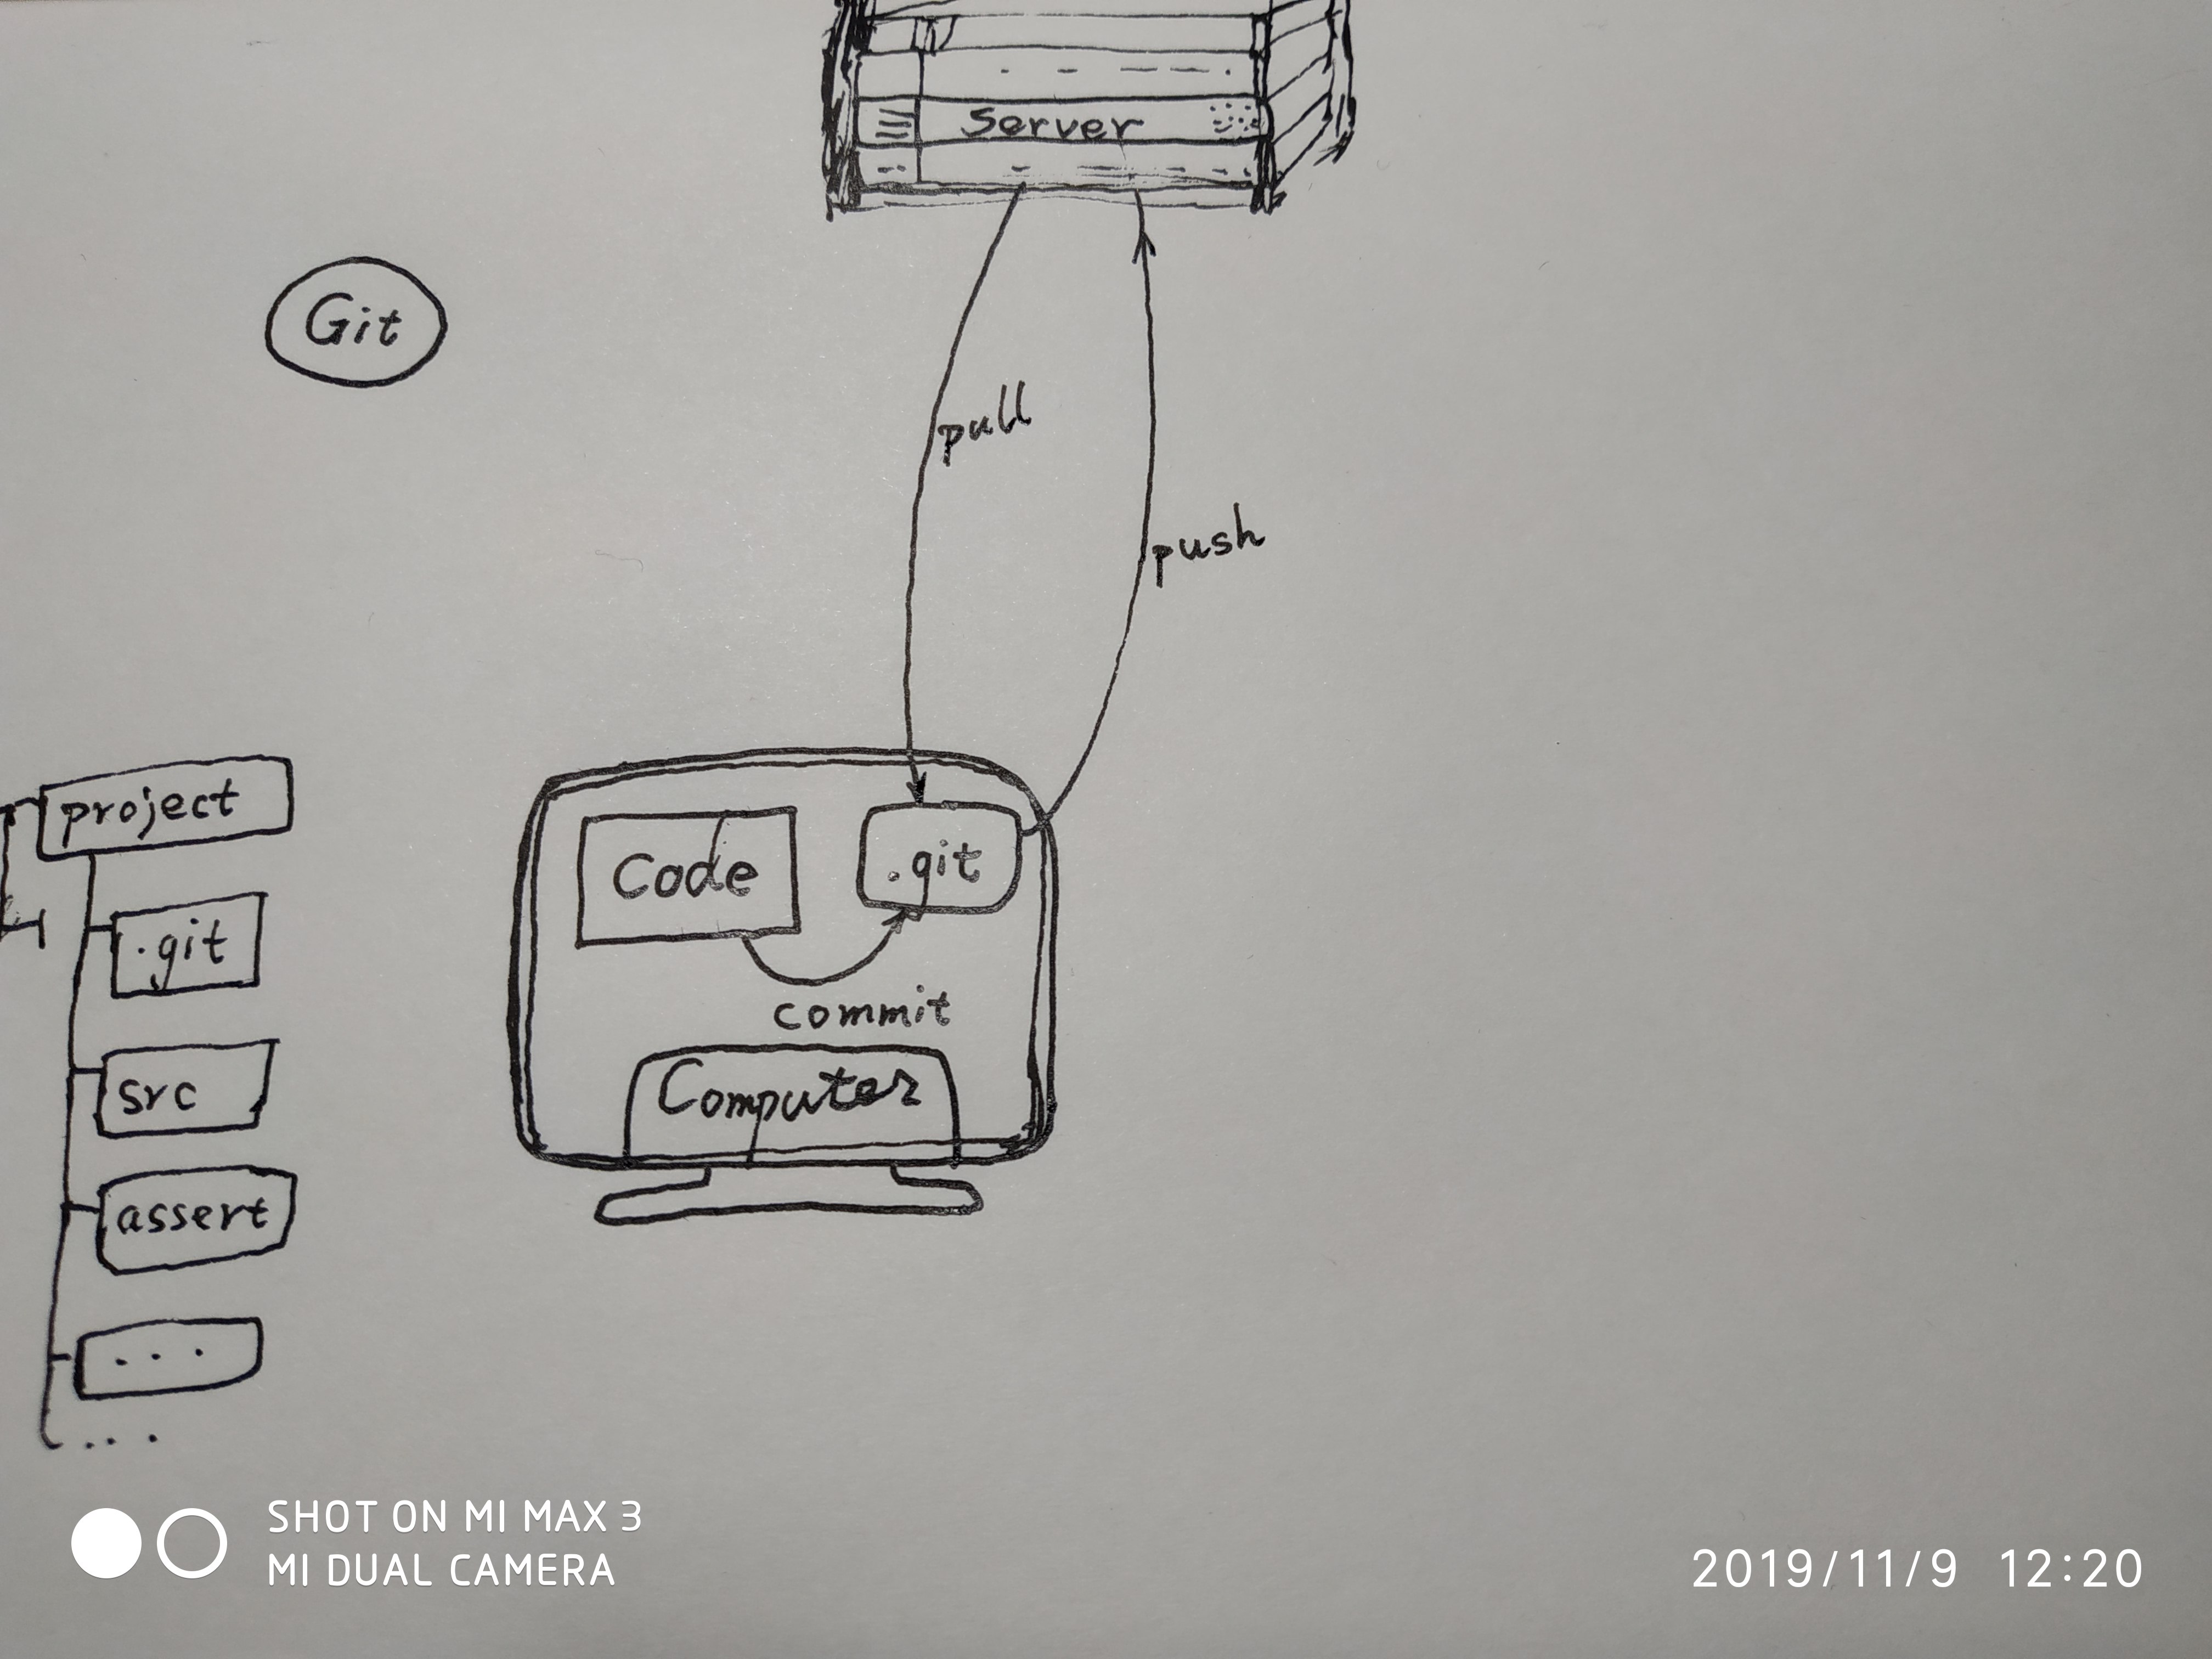 Server
Git
pull
push
project
Code
.git
.git
commit
src
Computer
assert
...
...
SHOT ON MI MAX 3
MI DUAL CAMERA
2019/11/9 12:20